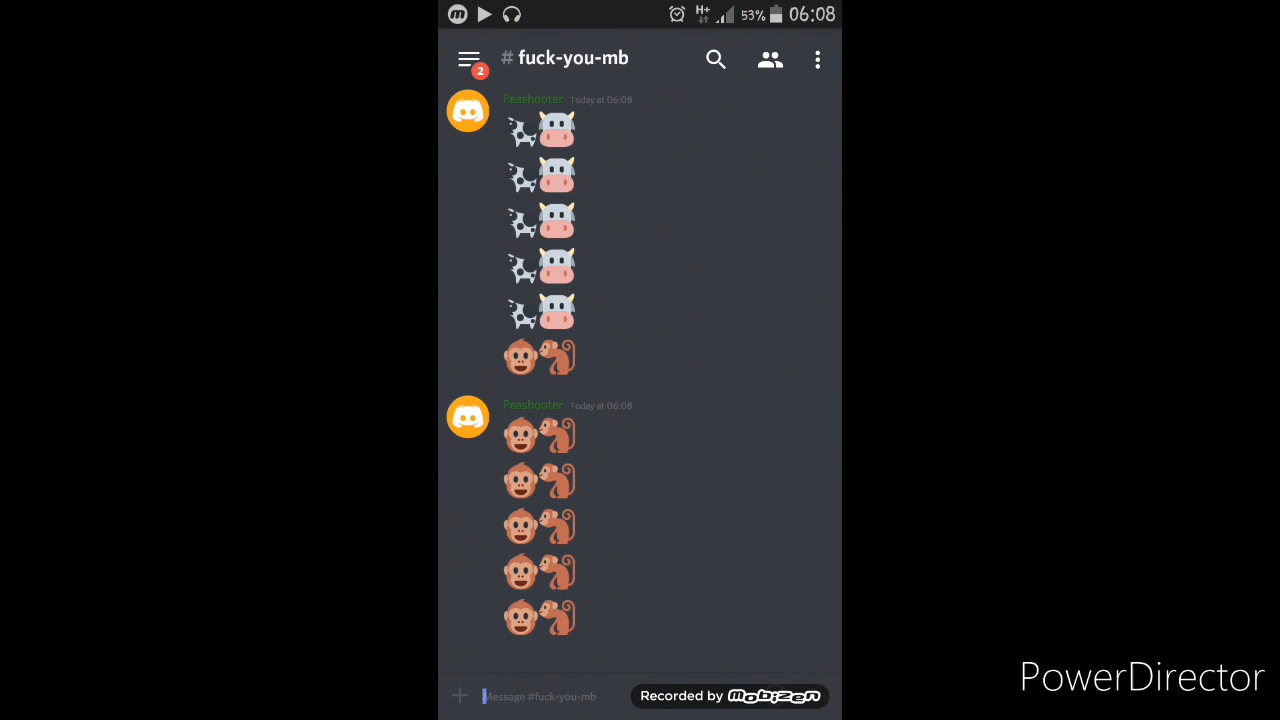 53% 06:08
# fuck-you-mb
2
Peashooter Today at 06:08
Peashooter Today at 06:08
Message #fuck-you-mb
Recorded by mobizen
PowerDirector